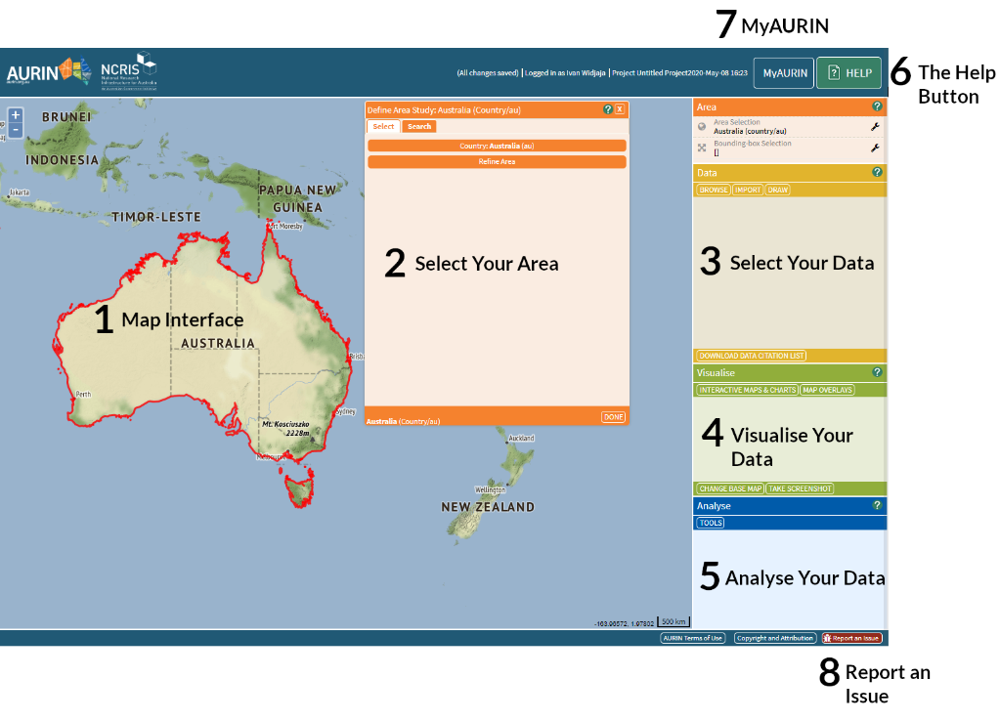 7 MyAURIN
AURIN
aurin.org.au
NCRIS
National Research
Infrastructure for Australia
An Australian Government Initiative
(All changes saved) | Logged in as Ivan Widjaja | Project Untitled Project2020-May-08 16:23
MyAURIN
? HELP
6 The Help
Button
+
-
BRUNEI
INDONESIA
Jakarta
TIMOR-LESTE
PAPUA NEW
GUINEA
Port Moresby
1 Map Interface
AUSTRALIA
Perth
Brisb
Sydney
Mt. Kosciuszko
2228m
Melbourne
Auckland
Wellington
NEW ZEALAND
Define Area Study: Australia (Country/au)
? X
Select Search
Country: Australia (au)
Refine Area
2 Select Your Area
Australia (Country/au)
DONE
Area
Area Selection
Australia (country/au)
Bounding-box Selection
[]
Data ?
BROWSE IMPORT DRAW
3 Select Your Data
DOWNLOAD DATA CITATION LIST
Visualise ?
INTERACTIVE MAPS & CHARTS MAP OVERLAYS
4 Visualise Your
Data
CHANGE BASE MAP TAKE SCREENSHOT
Analyse ?
TOOLS
5 Analyse Your Data
-163.96572, 1.97802 500 km
AURIN Terms of Use Copyright and Attribution Report an Issue
8 Report an
Issue